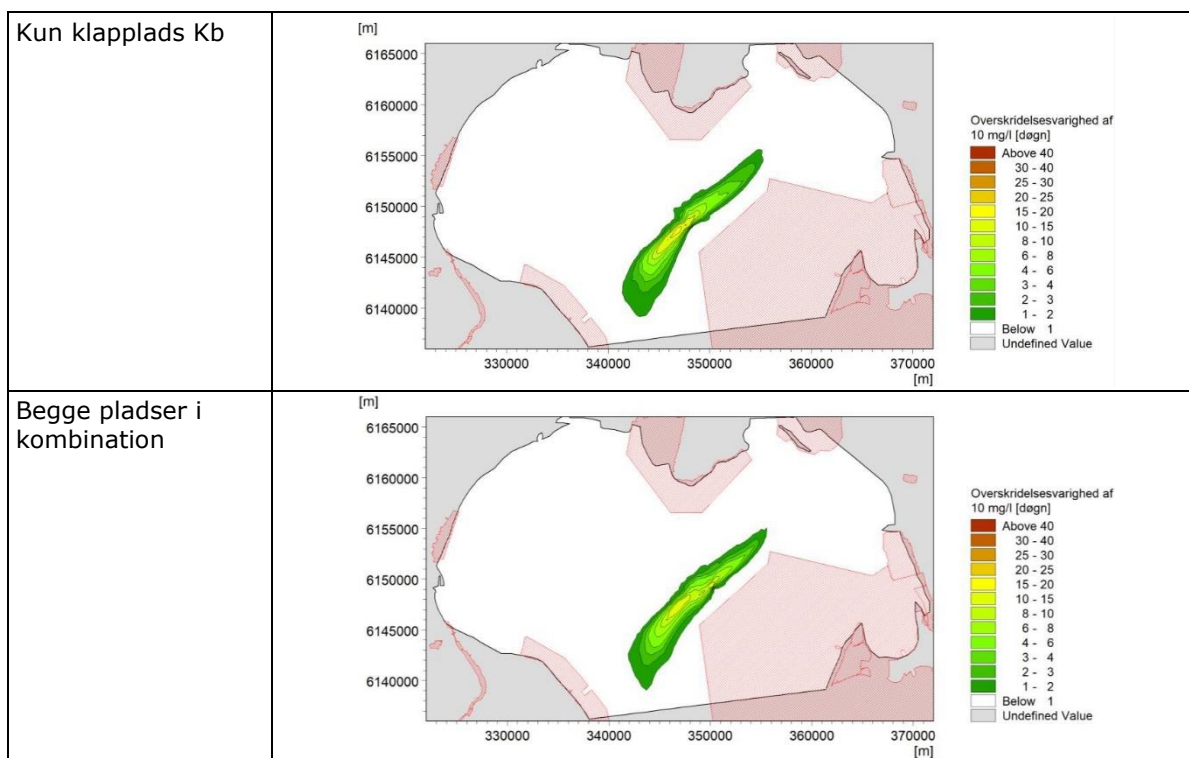 Kun klapplads Kb
[m]
6165000
6160000
6155000
6150000
6145000
6140000
330000 340000 350000 360000 370000
[m]
Overskridelsesvarighed af
10 mg/l [døgn]
Above 40
30 - 40
25 - 30
20 - 25
15 - 20
10 - 15
8 - 10
6 - 8
4 - 6
3 - 4
2 - 3
1 - 2
Below 1
Undefined Value
Begge pladser i
kombination
[m]
6165000
6160000
6155000
6150000
6145000
6140000
330000 340000 350000 360000 370000
[m]
Overskridelsesvarighed af
10 mg/l [døgn]
Above 40
30 - 40
25 - 30
20 - 25
15 - 20
10 - 15
8 - 10
6 - 8
4 - 6
3 - 4
2 - 3
1 - 2
Below 1
Undefined Value